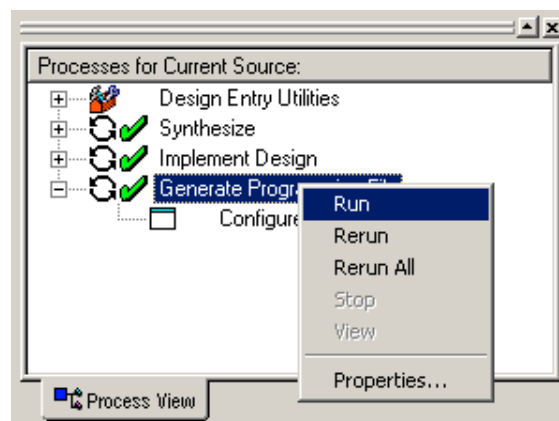 Processes for Current Source:
Design Entry Utilities
Synthesize
Implement Design
Generate
Configure
Run
Rerun
Rerun All
Stop
View
Properties...
Process View